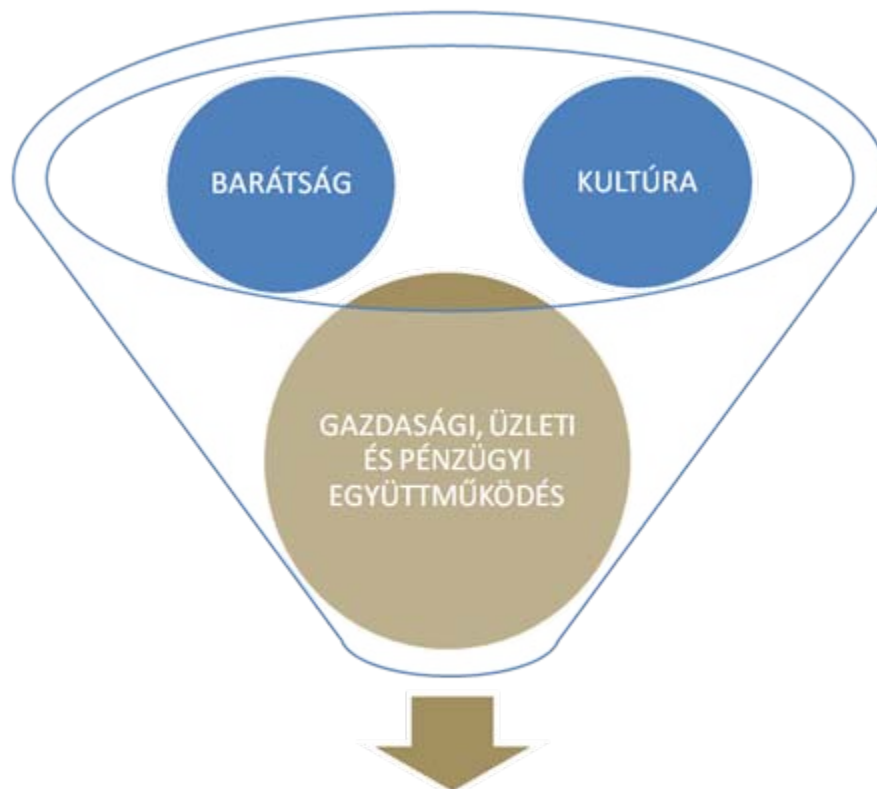 BARÁTSÁG
KULTÚRA
GAZDASÁGI, ÜZLETI
ÉS PÉNZÜGYI
EGYÜTTMŰKÖDÉS